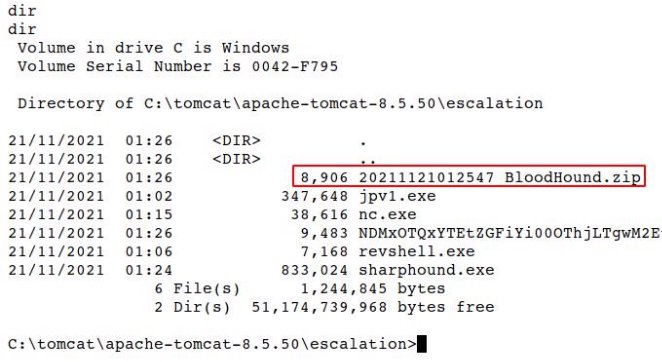 dir
dir
Volume in drive C is Windows
Volume Serial Number is 0042-F795
Directory of C:\tomcat\apache-tomcat-8.5.50\escalation
21/11/2021 01:26 <DIR> .
21/11/2021 01:26 <DIR> ..
21/11/2021 01:26 8,906 20211121012547_BloodHound.zip
21/11/2021 01:02 347,648 jpv1.exe
21/11/2021 01:15 38,616 nc.exe
21/11/2021 01:26 9,483
21/11/2021 01:06 7,168 revshell.exe
21/11/2021 01:24 833,024 sharphound.exe
6 File(s) 1,244,845 bytes
2 Dir(s) 51,174,739,968 bytes free
C:\tomcat\apache-tomcat-8.5.50\escalation>